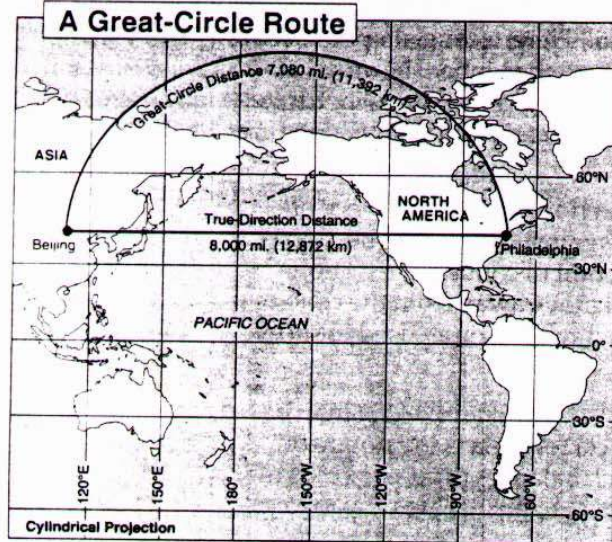 A Great-Circle Route
Great-Circle Distance 7,080 mi. (11,392 km)
ASIA
60°N
NORTH
AMERICA
True-Direction Distance
Beijing
8,000 mi. (12,872 km)
Philadelphia
30°N
PACIFIC OCEAN
0°
30°S
120°E
150°E
180°
150°W
120°W
90°W
60°W
60°S
Cylindrical Projection